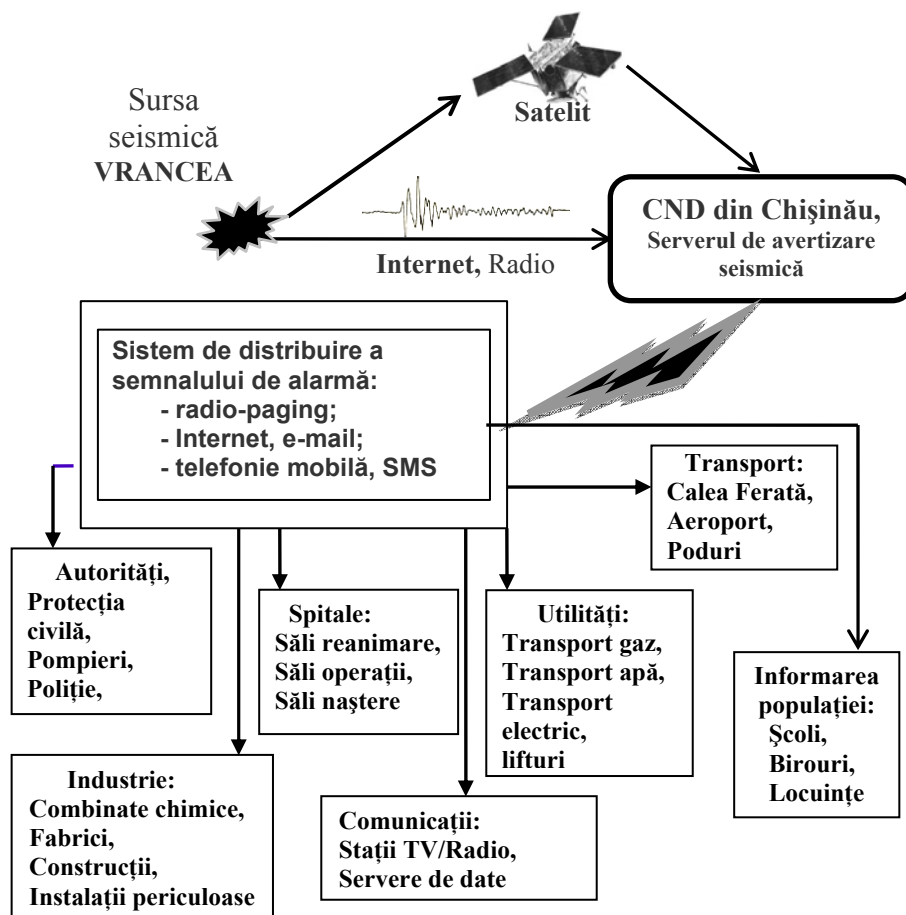 Sursa
seismică
VRANCEA
Satelit
CND din Chişinău,
Serverul de avertizare
seismică
Internet, Radio
Sistem de distribuire a
semnalului de alarmă:
- radio-paging;
- Internet, e-mail;
- telefonie mobilă, SMS
Transport:
Calea Ferată,
Aeroport,
Poduri
Autorități,
Protecția
civilă,
Pompieri,
Poliție,
Spitale:
Săli reanimare,
Săli operații,
Săli naştere
Utilități:
Transport gaz,
Transport apă,
Transport
electric,
lifturi
Informarea
populației:
Şcoli,
Birouri,
Locuințe
Industrie:
Combinate chimice,
Fabrici,
Construcții,
Instalații periculoase
Comunicații:
Stații TV/Radio,
Servere de date